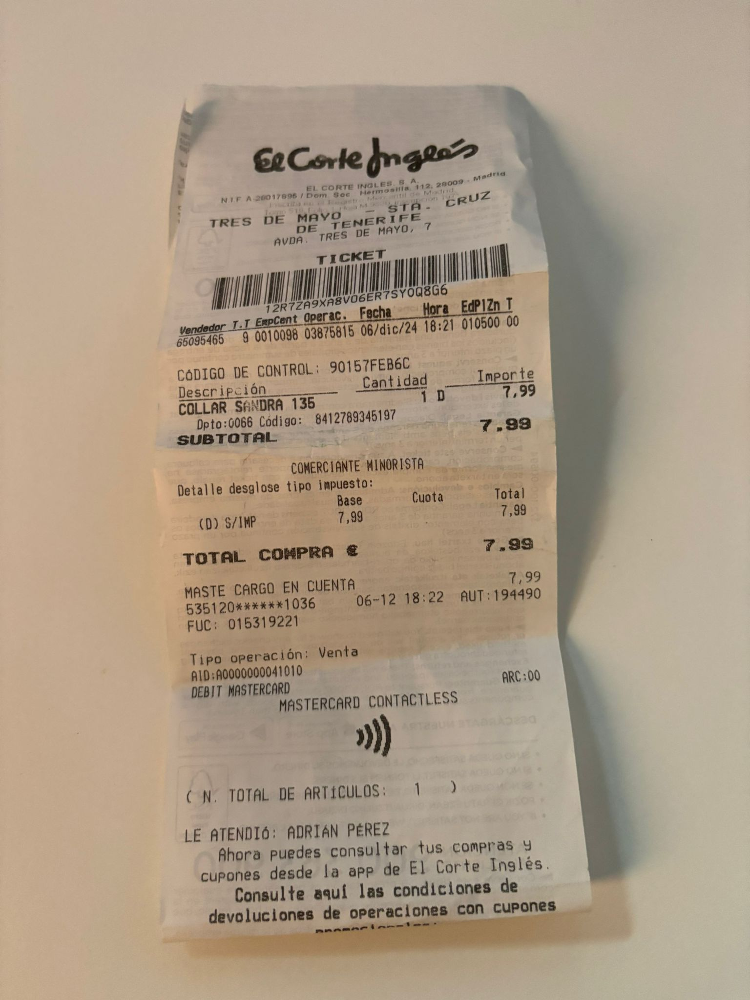 El Corte Inglés
EL CORTE INGLES. S. A.
N.I.F. A-28017895 / Dom. Soc. Hermosilla, 112, 28009 - Madrid
Inscrita en el Registro Mercantil de Madrid,
TRES DE MAYO - STA. CRUZ
DE TENERIFE
AVDA. TRES DE MAYO, 7
TICKET
12R7ZA9XA8VO6ER7SYOQ8G6
Vendedor T.T EmpCent Operac. Fecha Hora EdPlZn T
65095465 9 0010098 03875815 06/dic/24 18:21 010500 00
CóDIGO DE CONTROL: 90157FEB6C
Descripción Cantidad Importe
COLLAR SANDRA 135 1 D 7,99
Dpto:0066 Código: 8412789345197
SUBTOTAL 7.99
COMERCIANTE MINORISTA
Detalle desglose tipo impuesto:
Base Cuota Total
(D) S/IMP 7,99 7,99
TOTAL COMPRA € 7.99
MASTE CARGO EN CUENTA 7,99
535120******1036 06-12 18:22 AUT:194490
FUC: 015319221
Tipo operación: Venta
AID:A0000000041010
DEBIT MASTERCARD ARC:00
MASTERCARD CONTACTLESS
( N. TOTAL DE ARTíCULOS: 1 )
LE ATENDIó: ADRIáN PéREZ
Ahora puedes consultar tus compras y
cupones desde la app de El Corte Inglés.
Consulte aquí las condiciones de
devoluciones de operaciones con cupones